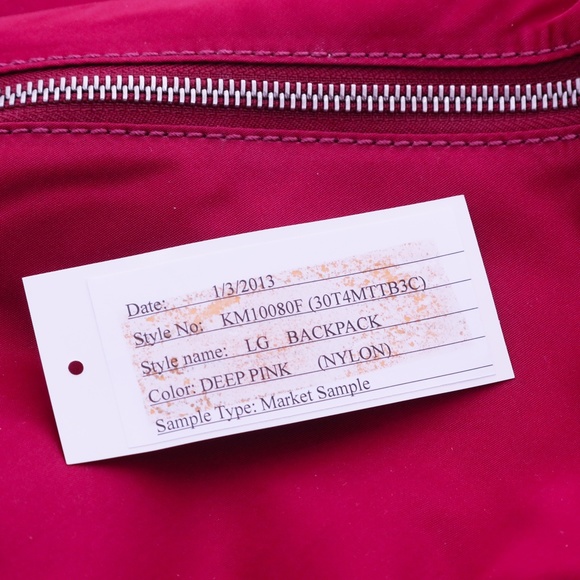 Date: 1/3/2013
Style No: KM10080F (30T4MTTB3C)
Style name: LG BACKPACK
Color: DEEP PINK (NYLON)
Sample Type: Market Sample